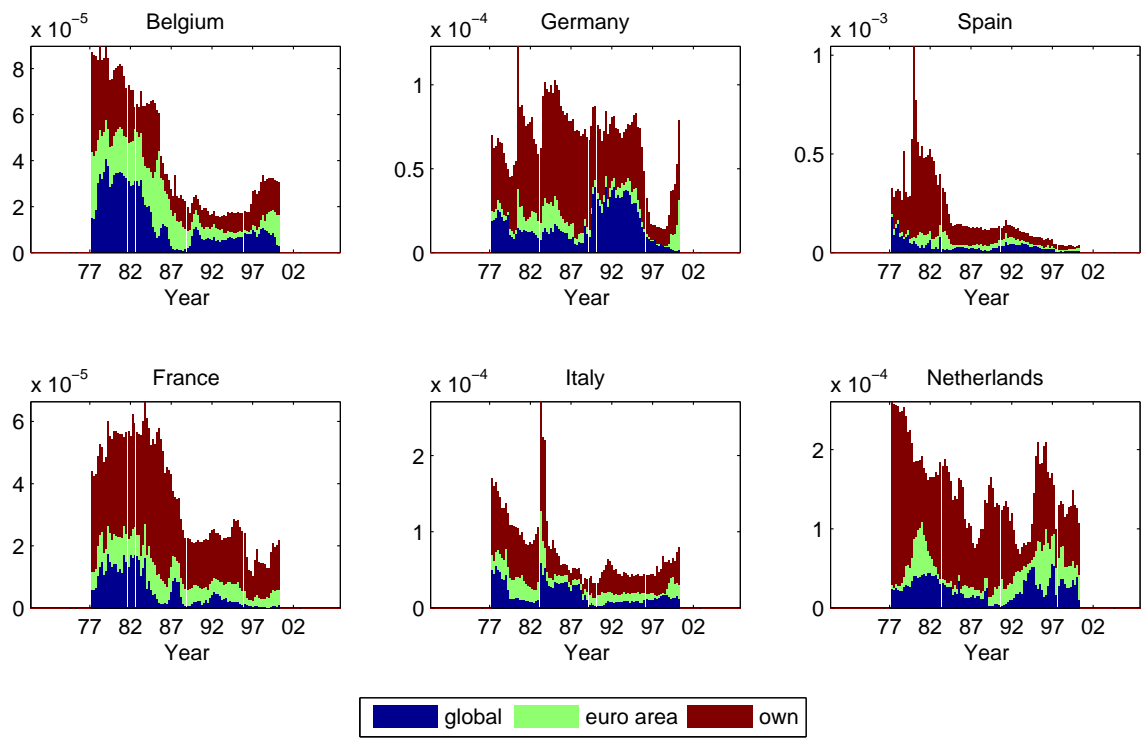 Belgium
x 10⁻⁵
8
6
4
2
0
77 82 87 92 97 02
Year
Germany
x 10⁻⁴
1
0.5
0
77 82 87 92 97 02
Year
Spain
x 10⁻³
1
0.5
0
77 82 87 92 97 02
Year
France
x 10⁻⁵
6
4
2
0
77 82 87 92 97 02
Year
Italy
x 10⁻⁴
2
1
0
77 82 87 92 97 02
Year
Netherlands
x 10⁻⁴
2
1
0
77 82 87 92 97 02
Year
global euro area own